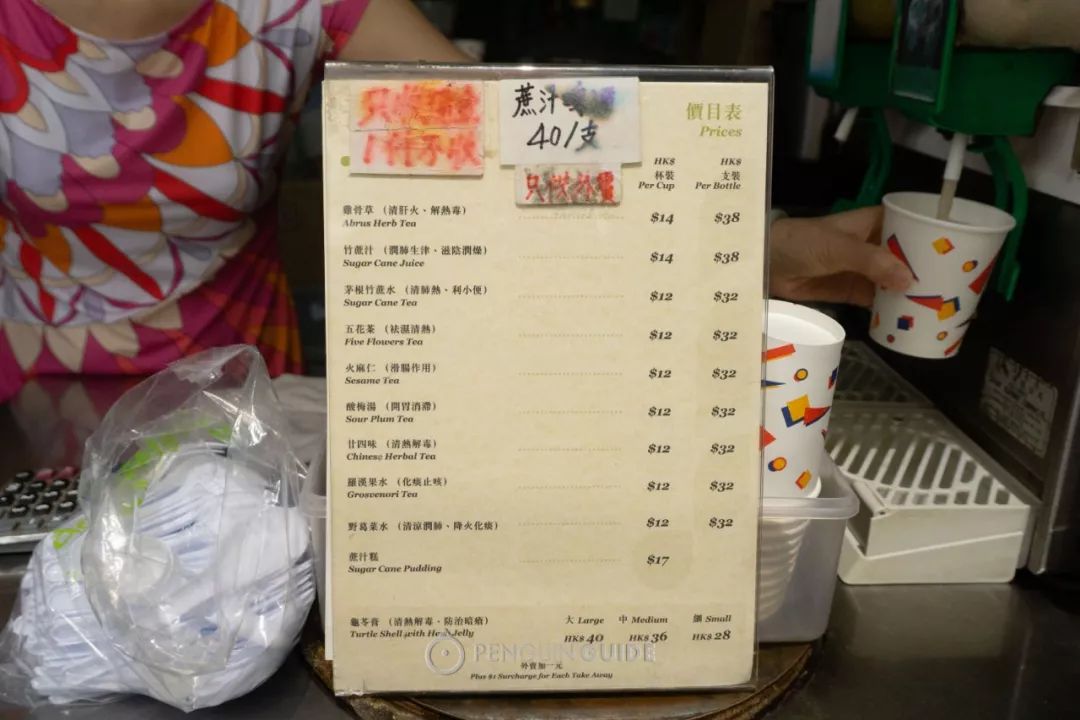 蔗汁
40/支
價目表
Prices
HK$ HK$
杯裝 支裝
Per Cup Per Bottle
雞骨草 （清肝火、解熱毒） $14 $38
Abrus Herb Tea
竹蔗汁 （潤肺生津、滋陰潤燥） $14 $38
Sugar Cane Juice
茅根竹蔗水 （清肺熱、利小便） $12 $32
Sugar Cane Tea
五花茶 （袪濕清熱） $12 $32
Five Flowers Tea
火麻仁 （滑腸作用） $12 $32
Sesame Tea
酸梅湯 （開胃消滯） $12 $32
Sour Plum Tea
廿四味 （清熱解毒） $12 $32
Chinese Herbal Tea
羅漢果水 （化痰止咳） $12 $32
Grosvenori Tea
野葛菜水 （清涼潤肺、降火化痰） $12 $32
蔗汁糕 $17
Sugar Cane Pudding
龜苓膏 （清熱解毒、防治暗瘡） 大 Large 中 Medium 細 Small
Turtle Shell with Herb Jelly HK$ 40 HK$ 36 HK$ 28
PENGUIN GUIDE
外賣加一元
Plus $1 Surcharge for Each Take Away